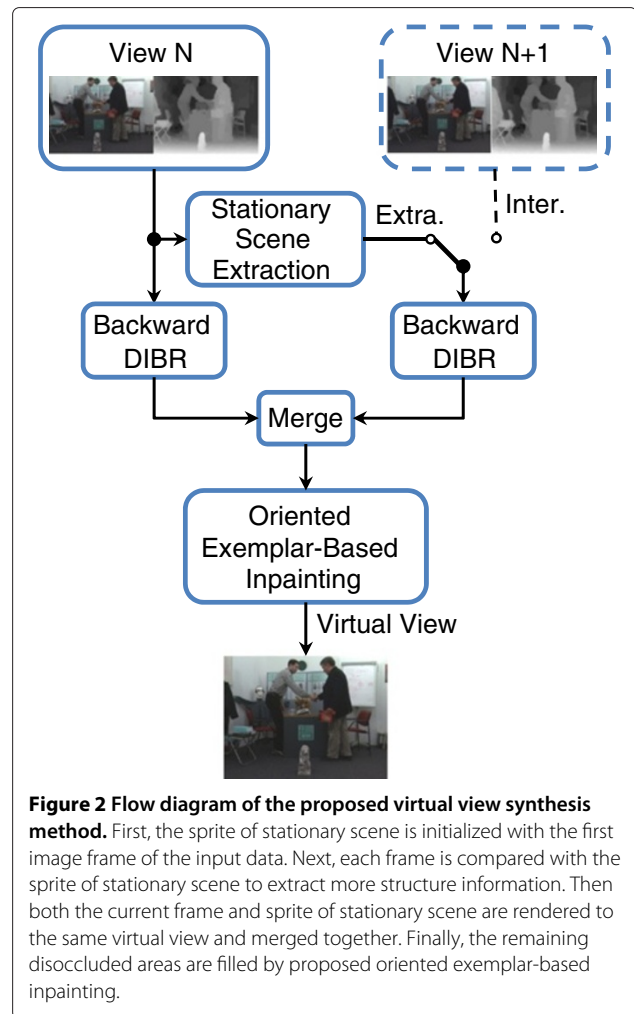 View N
View N+1
Stationary
Scene
Extraction
Extra.
Inter.
Backward
DIBR
Backward
DIBR
Merge
Oriented
Exemplar-Based
Inpainting
Virtual View
Figure 2 Flow diagram of the proposed virtual view synthesis
method. First, the sprite of stationary scene is initialized with the first
image frame of the input data. Next, each frame is compared with the
sprite of stationary scene to extract more structure information. Then
both the current frame and sprite of stationary scene are rendered to
the same virtual view and merged together. Finally, the remaining
disoccluded areas are filled by proposed oriented exemplar-based
inpainting.